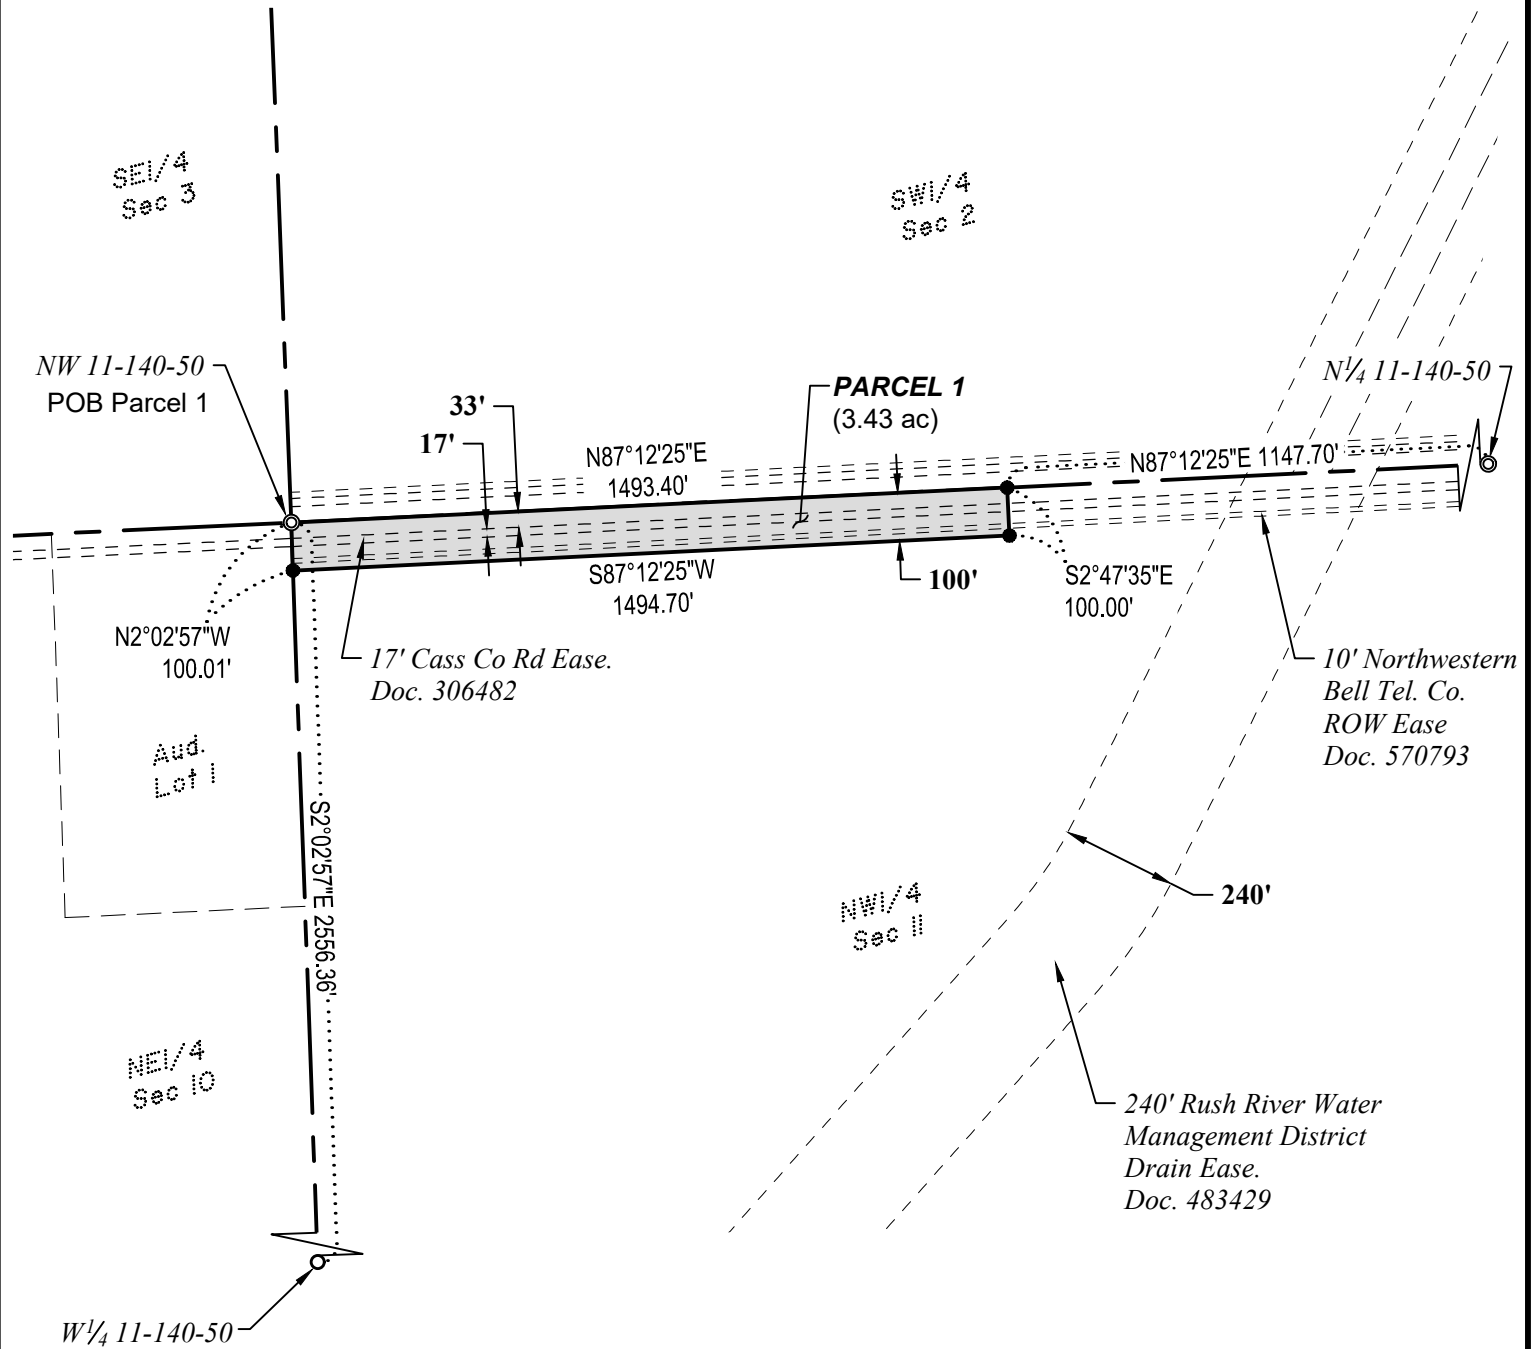 SE1/4
Sec 3
SW1/4
Sec 2
NW 11-140-50
POB Parcel 1
33'
17'
PARCEL 1
(3.43 ac)
N¼ 11-140-50
N87°12'25"E
1493.40'
N87°12'25"E 1147.70'
S87°12'25"W
1494.70'
100'
S2°47'35"E
100.00'
N2°02'57"W
100.01'
17' Cass Co Rd Ease.
Doc. 306482
10' Northwestern
Bell Tel. Co.
ROW Ease
Doc. 570793
Aud.
Lot 1
S2°02'57"E 2556.36'
240'
NW1/4
Sec 11
NE1/4
Sec 10
240' Rush River Water
Management District
Drain Ease.
Doc. 483429
W¼ 11-140-50